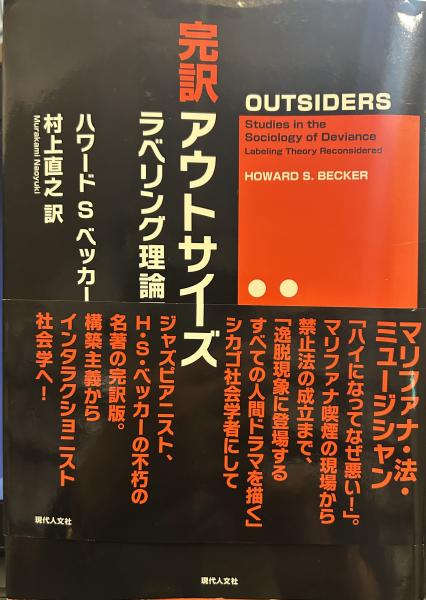 完訳 アウトサイズ
ラベリング理論
ハワード S ベッカー
村上直之 訳
Murakami Naoyuki
OUTSIDERS
Studies in the
Sociology of Deviance
Labeling Theory Reconsidered
HOWARD S. BECKER
マリファナ・法・
ミュージシャン
「ハイになってなぜ悪い!」。
マリファナ喫煙の現場から
禁止法の成立まで、
「逸脱現象に登場する
すべての人間ドラマを描く」
シカゴ社会学者にして
ジャズピアニスト、
H・S・ベッカーの不朽の
名著の完訳版。
構築主義から
インタラクショニスト
社会学へ!
現代人文社
現代人文社